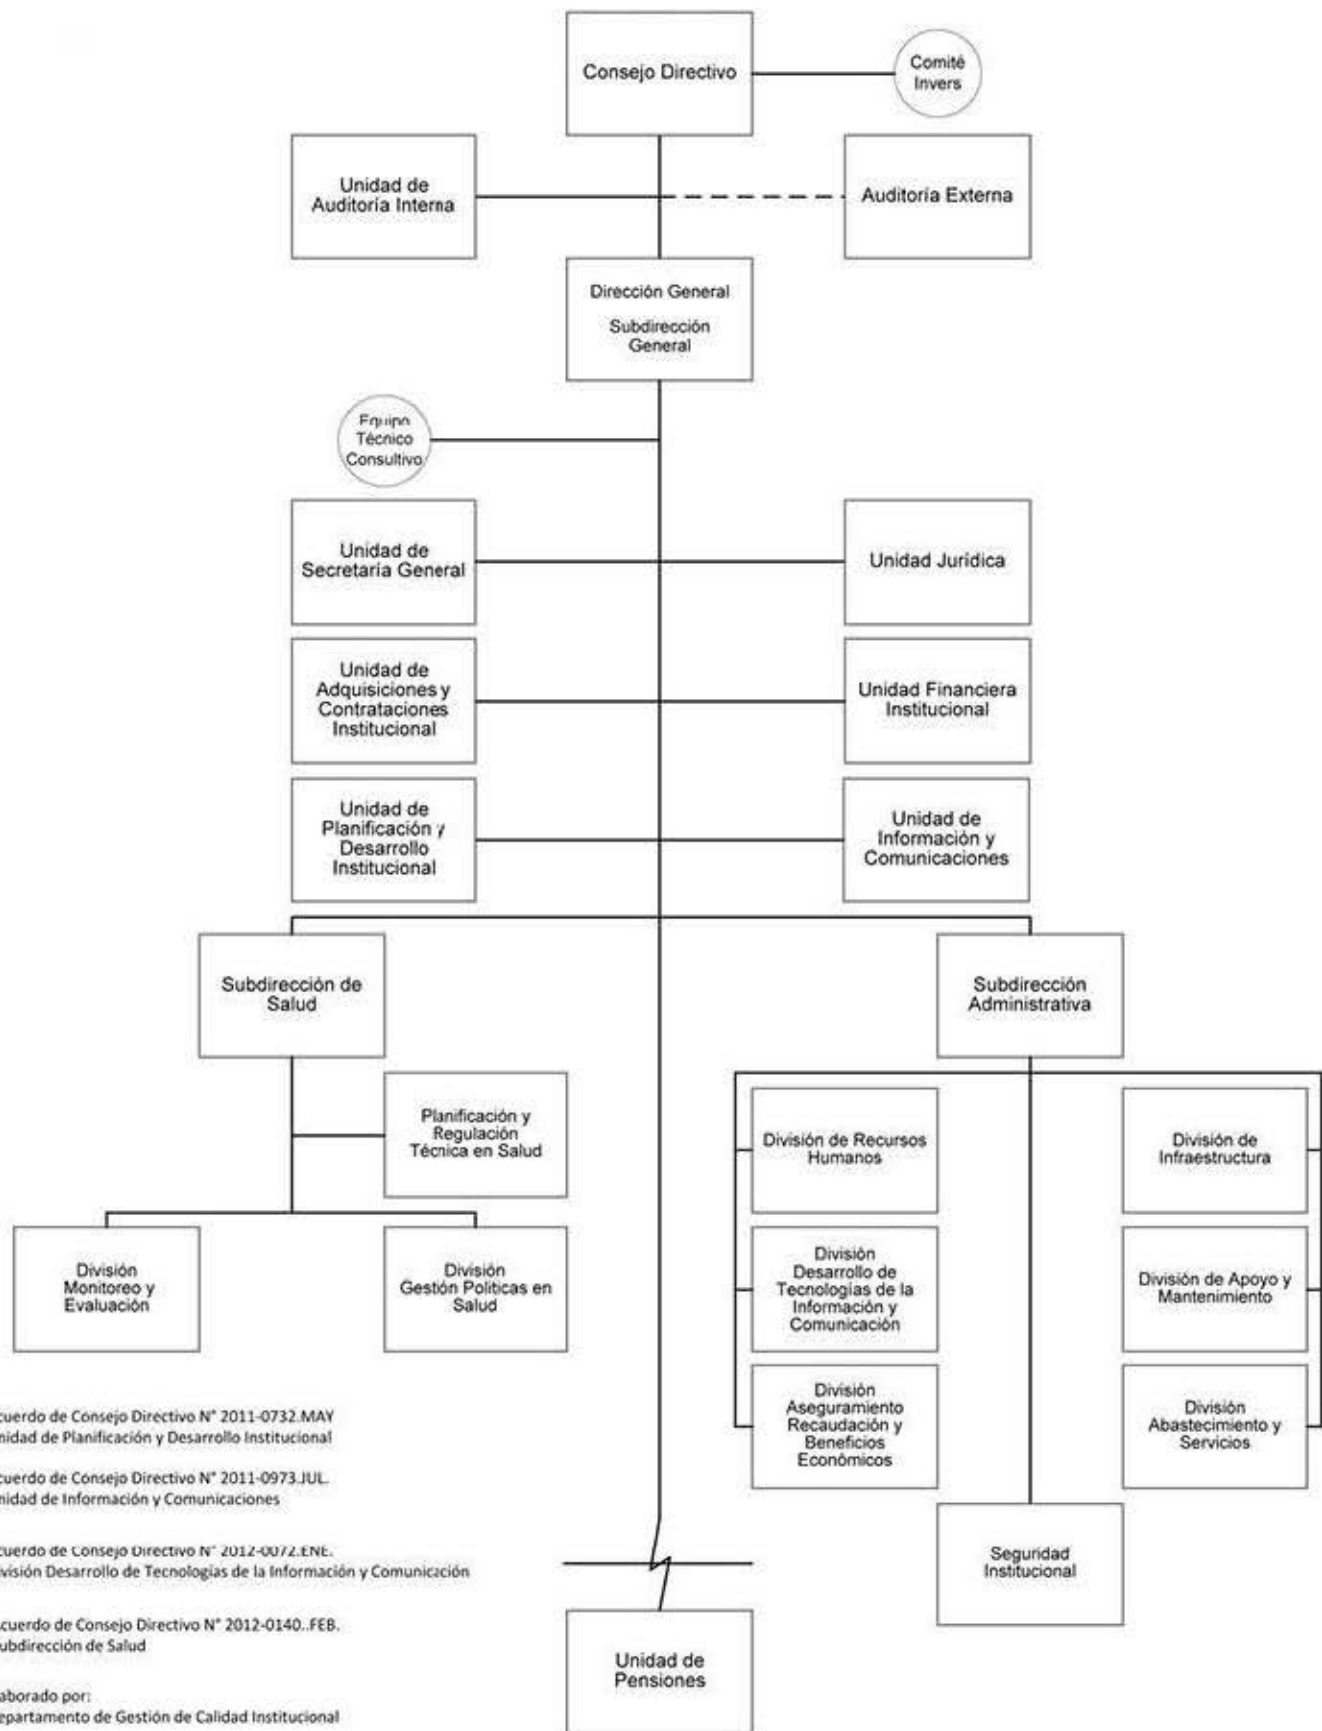 Consejo Directivo
Comité
Invers
Unidad de
Auditoría Interna
Auditoría Externa
Dirección General
Subdirección
General
Equipo
Técnico
Consultivo
Unidad de
Secretaría General
Unidad Jurídica
Unidad de
Adquisiciones y
Contrataciones
Institucional
Unidad Financiera
Institucional
Unidad de
Planificación y
Desarrollo
Institucional
Unidad de
Información y
Comunicaciones
Subdirección de
Salud
Subdirección
Administrativa
Planificación y
Regulación
Técnica en Salud
División de Recursos
Humanos
División de
Infraestructura
División
Monitoreo y
Evaluación
División
Gestión Políticas en
Salud
División
Desarrollo de
Tecnologías de la
Información y
Comunicación
División de Apoyo y
Mantenimiento
División
Aseguramiento
Recaudación y
Beneficios
Económicos
División
Abastecimiento y
Servicios
Seguridad
Institucional
Unidad de
Pensiones
cuerdo de Consejo Directivo N° 2011-0732.MAY
nidad de Planificación y Desarrollo Institucional
cuerdo de Consejo Directivo N° 2011-0973.JUL.
nidad de Información y Comunicaciones
cuerdo de Consejo Directivo N° 2012-0072.ENE.
ivisión Desarrollo de Tecnologías de la Información y Comunicación
cuerdo de Consejo Directivo N° 2012-0140..FEB.
ubdirección de Salud
aborado por:
epartamento de Gestión de Calidad Institucional